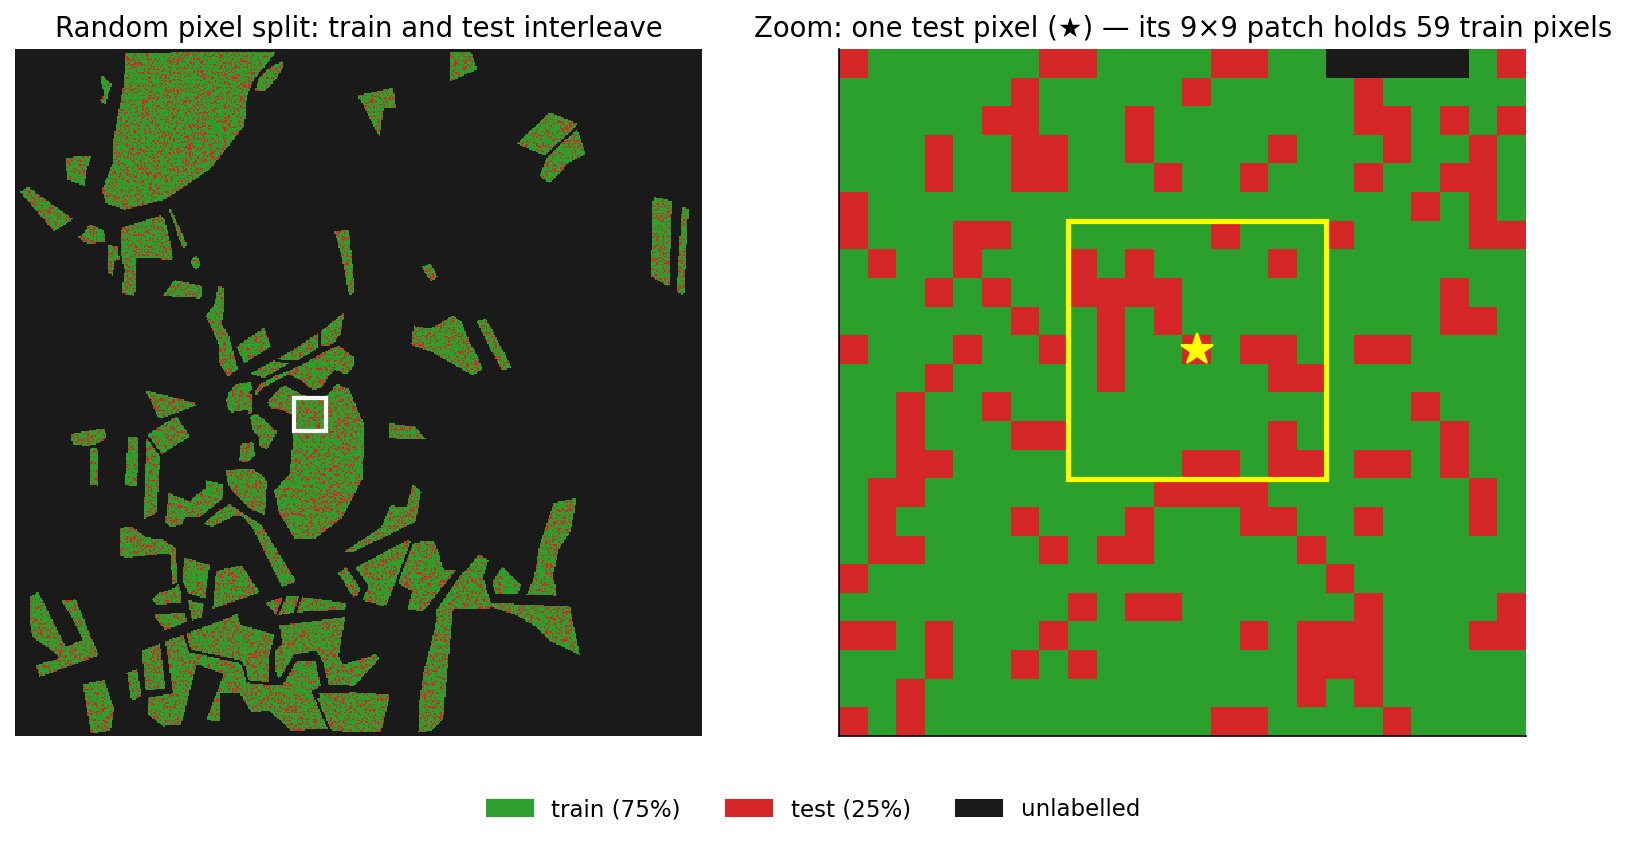 Random pixel split: train and test interleave
Zoom: one test pixel (★) — its 9×9 patch holds 59 train pixels
train (75%)
test (25%)
unlabelled